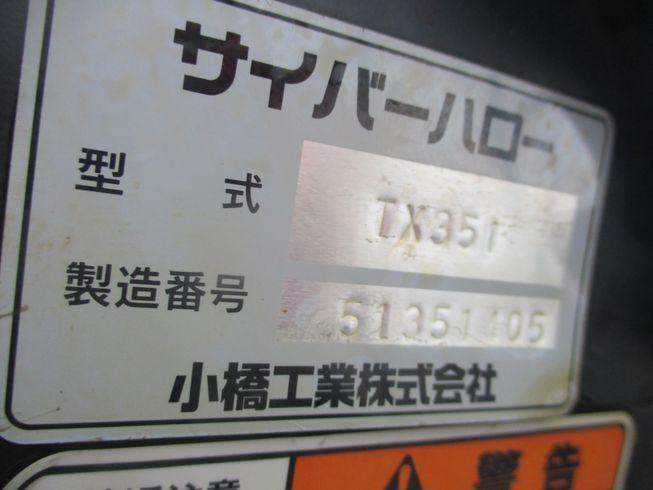 サイバーハロー
型式 TX351
製造番号 51351405
小橋工業株式会社
警告